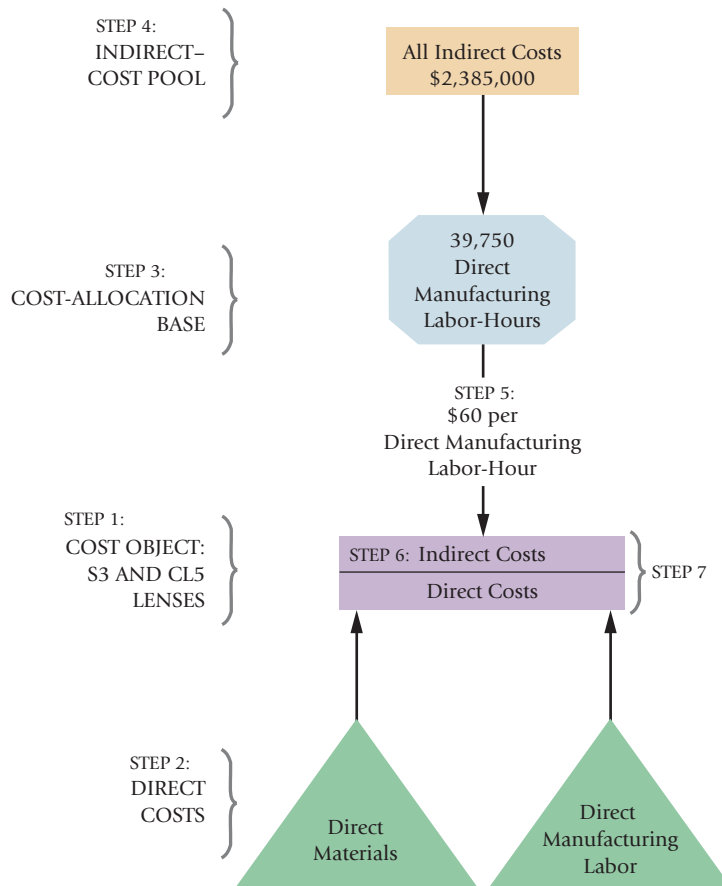 STEP 4:
INDIRECT–
COST POOL
All Indirect Costs
$2,385,000
STEP 3:
COST-ALLOCATION
BASE
39,750
Direct
Manufacturing
Labor-Hours
STEP 5:
$60 per
Direct Manufacturing
Labor-Hour
STEP 1:
COST OBJECT:
S3 AND CL5
LENSES
STEP 6: Indirect Costs
Direct Costs
STEP 7
STEP 2:
DIRECT
COSTS
Direct
Materials
Direct
Manufacturing
Labor